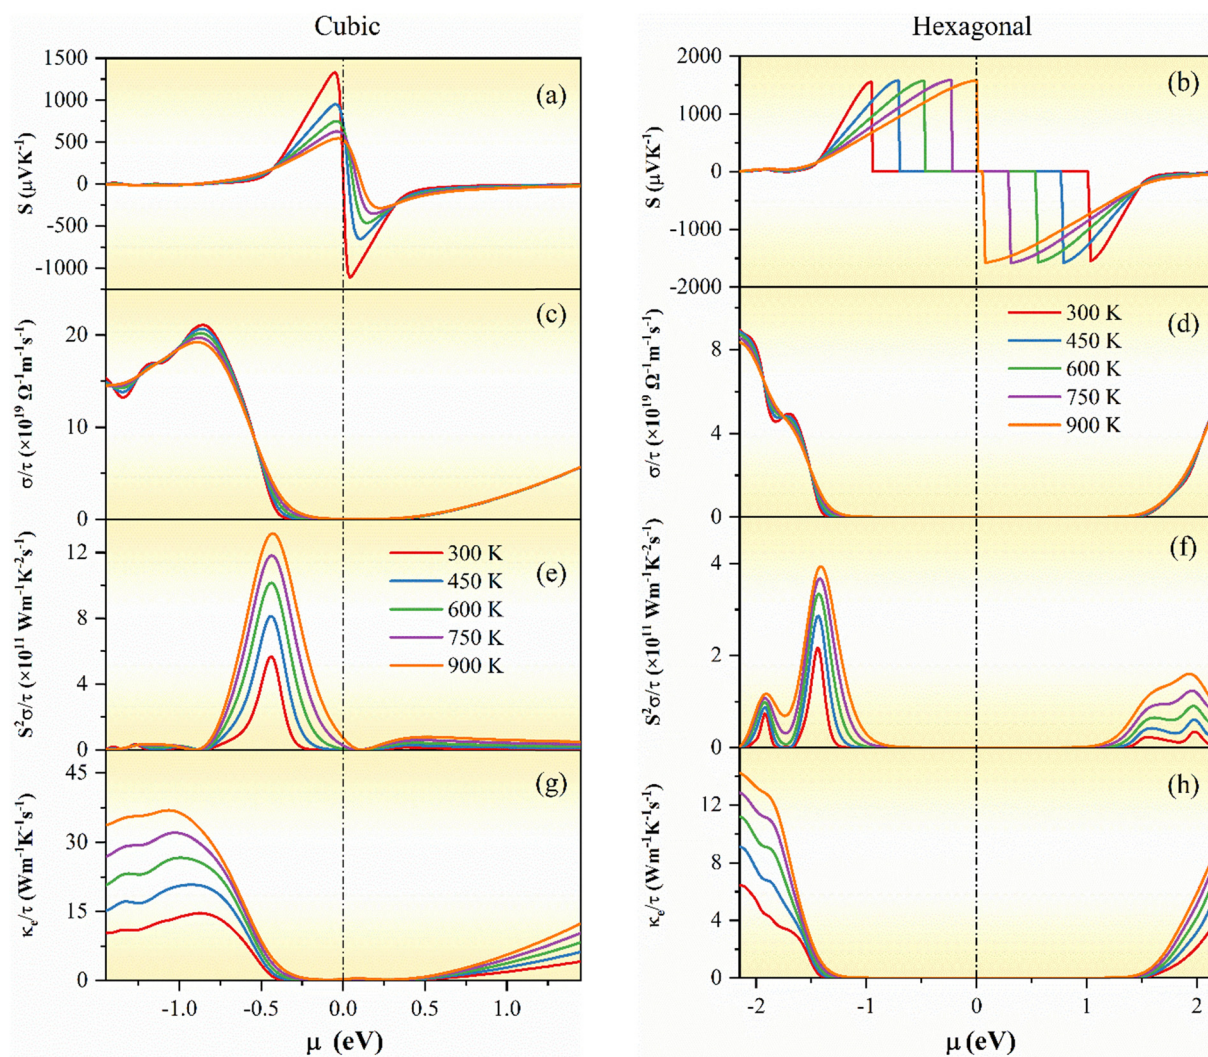 Cubic
Hexagonal
S (μVK⁻¹)
1500
1000
500
0
-500
-1000
(a)
S (μVK⁻¹)
2000
1000
0
-1000
-2000
(b)
σ/τ (×10¹⁹ Ω⁻¹m⁻¹s⁻¹)
20
10
0
(c)
σ/τ (×10¹⁹ Ω⁻¹m⁻¹s⁻¹)
8
4
0
(d)
300 K
450 K
600 K
750 K
900 K
S²σ/τ (×10¹¹ Wm⁻¹K⁻²s⁻¹)
12
8
4
0
(e)
300 K
450 K
600 K
750 K
900 K
S²σ/τ (×10¹¹ Wm⁻¹K⁻²s⁻¹)
4
2
0
(f)
κₑ/τ (Wm⁻¹K⁻¹s⁻¹)
45
30
15
0
(g)
κₑ/τ (Wm⁻¹K⁻¹s⁻¹)
12
8
4
0
(h)
-1.0
-0.5
0.0
0.5
1.0
μ (eV)
-2
-1
0
1
2
μ (eV)